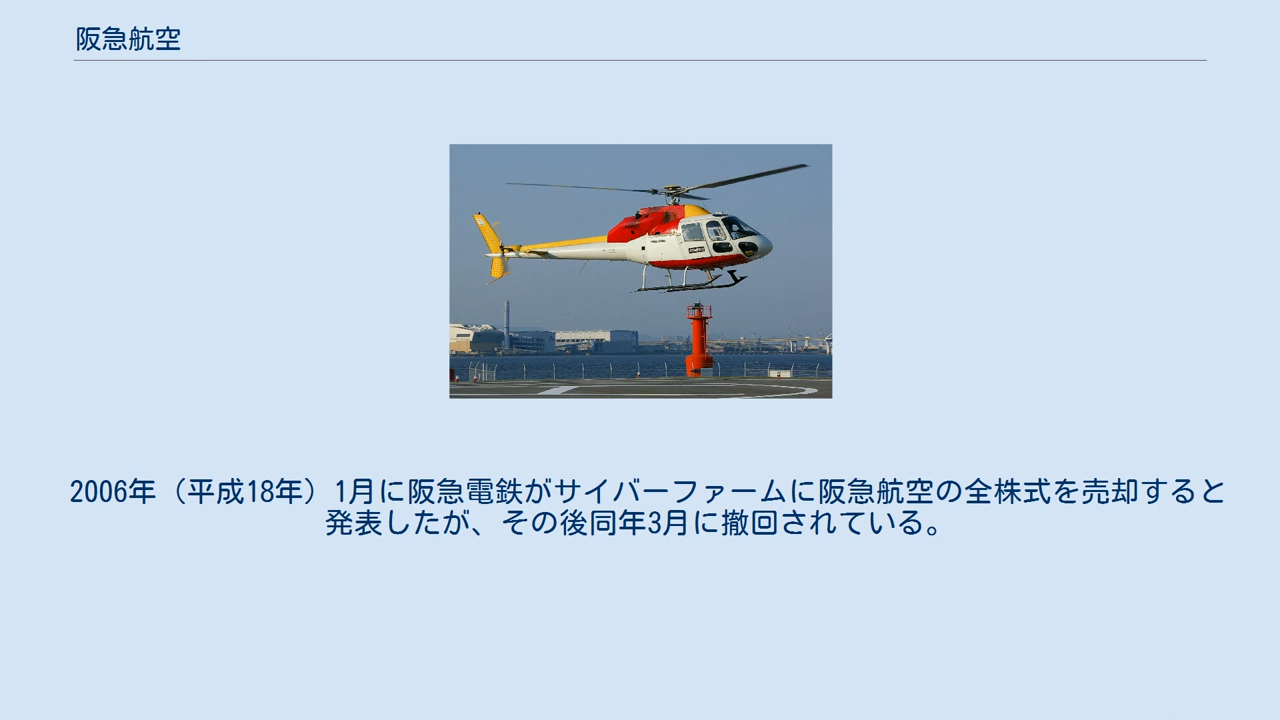 阪急航空
2006年（平成18年）1月に阪急電鉄がサイバーファームに阪急航空の全株式を売却すると
発表したが、その後同年3月に撤回されている。